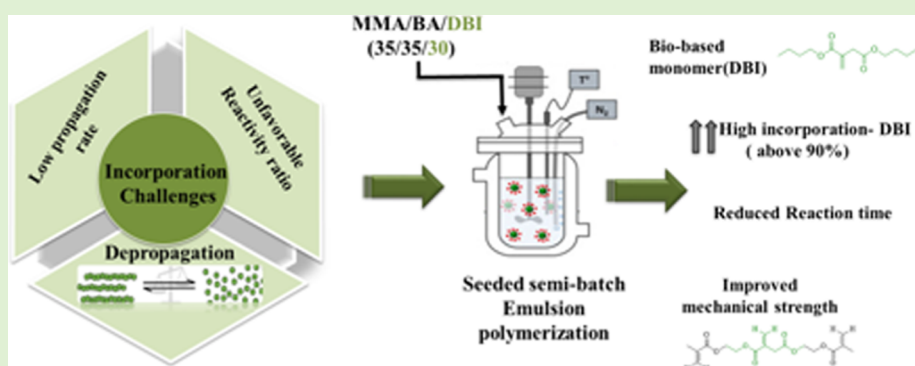 Low propagation
rate
Unfavorable
Reactivity ratio
Incorporation
Challenges
Depropagation
MMA/BA/DBI
(35/35/30)
T°
N₂
Seeded semi-batch
Emulsion
polymerization
Bio-based
monomer(DBI)
High incorporation- DBI
( above 90%)
Reduced Reaction time
Improved
mechanical strength